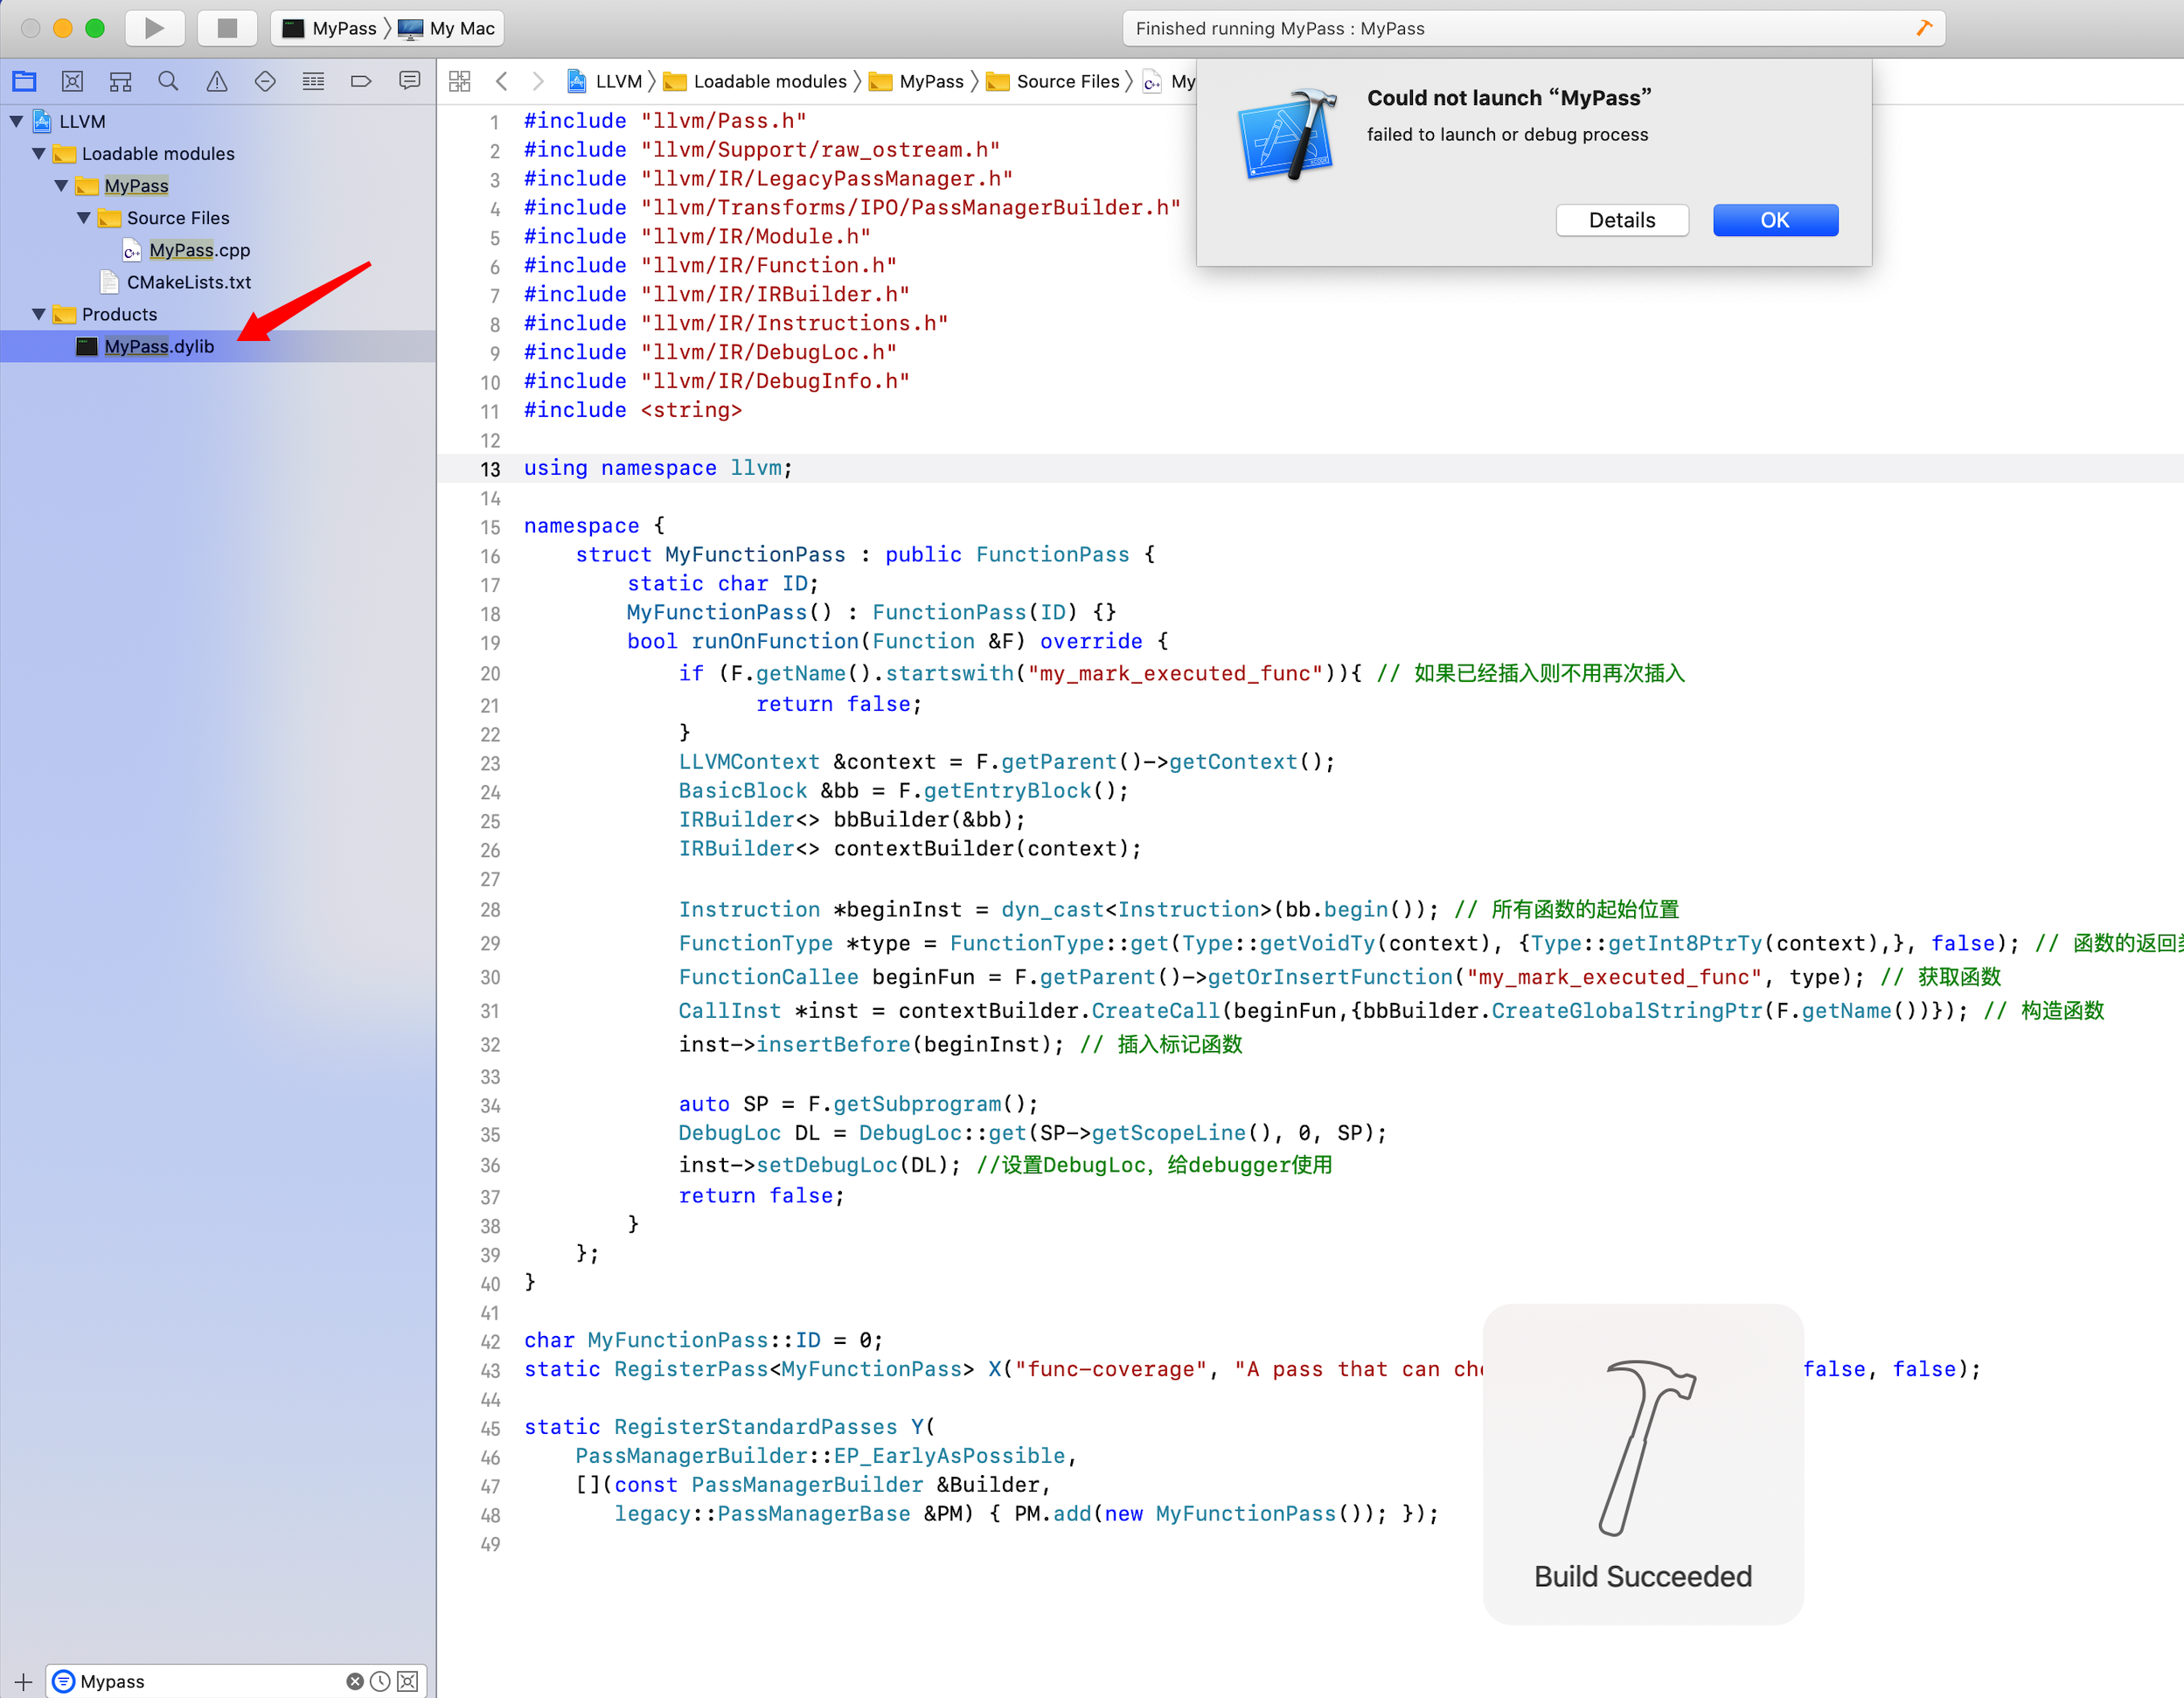 MyPass 〉 My Mac
Finished running MyPass : MyPass
LLVM 〉 Loadable modules 〉 MyPass 〉 Source Files 〉 My
Could not launch “MyPass”
failed to launch or debug process
Details
OK
LLVM
Loadable modules
MyPass
Source Files
MyPass.cpp
CMakeLists.txt
Products
MyPass.dylib
1 #include "llvm/Pass.h"
2 #include "llvm/Support/raw_ostream.h"
3 #include "llvm/IR/LegacyPassManager.h"
4 #include "llvm/Transforms/IPO/PassManagerBuilder.h"
5 #include "llvm/IR/Module.h"
6 #include "llvm/IR/Function.h"
7 #include "llvm/IR/IRBuilder.h"
8 #include "llvm/IR/Instructions.h"
9 #include "llvm/IR/DebugLoc.h"
10 #include "llvm/IR/DebugInfo.h"
11 #include <string>
12
13 using namespace llvm;
14
15 namespace {
16 struct MyFunctionPass : public FunctionPass {
17 static char ID;
18 MyFunctionPass() : FunctionPass(ID) {}
19 bool runOnFunction(Function &F) override {
20 if (F.getName().startswith("my_mark_executed_func")){ // 如果已经插入则不用再次插入
21 return false;
22 }
23 LLVMContext &context = F.getParent()->getContext();
24 BasicBlock &bb = F.getEntryBlock();
25 IRBuilder<> bbBuilder(&bb);
26 IRBuilder<> contextBuilder(context);
27
28 Instruction *beginInst = dyn_cast<Instruction>(bb.begin()); // 所有函数的起始位置
29 FunctionType *type = FunctionType::get(Type::getVoidTy(context), {Type::getInt8PtrTy(context),}, false); // 函数的返回
30 FunctionCallee beginFun = F.getParent()->getOrInsertFunction("my_mark_executed_func", type); // 获取函数
31 CallInst *inst = contextBuilder.CreateCall(beginFun,{bbBuilder.CreateGlobalStringPtr(F.getName())}); // 构造函数
32 inst->insertBefore(beginInst); // 插入标记函数
33
34 auto SP = F.getSubprogram();
35 DebugLoc DL = DebugLoc::get(SP->getScopeLine(), 0, SP);
36 inst->setDebugLoc(DL); //设置DebugLoc，给debugger使用
37 return false;
38 }
39 };
40 }
41
42 char MyFunctionPass::ID = 0;
43 static RegisterPass<MyFunctionPass> X("func-coverage", "A pass that can false, false);
44
45 static RegisterStandardPasses Y(
46 PassManagerBuilder::EP_EarlyAsPossible,
47 [](const PassManagerBuilder &Builder,
48 legacy::PassManagerBase &PM) { PM.add(new MyFunctionPass()); });
49
Build Succeeded
Mypass